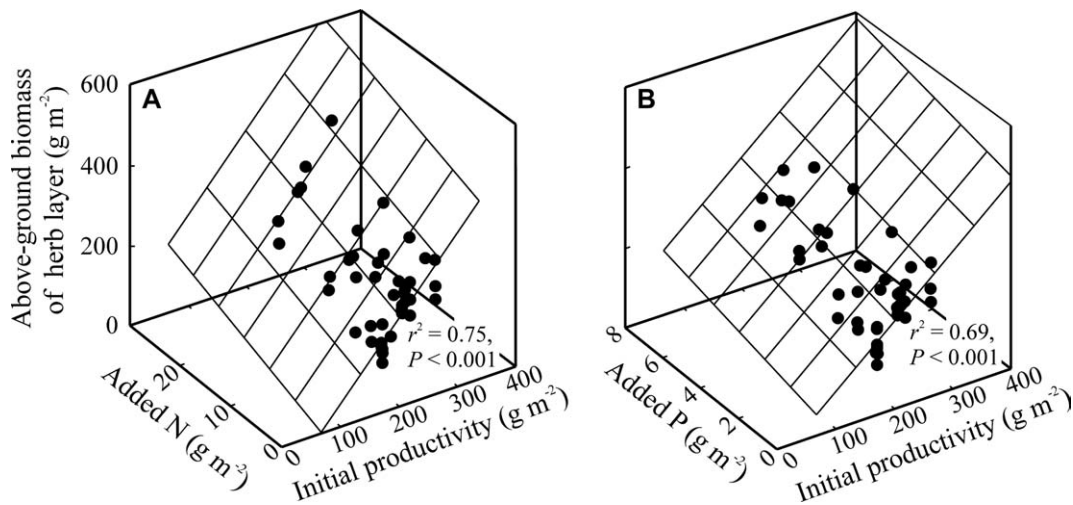 Above-ground biomass
of herb layer (g m⁻²)
600
400
200
0
A
20
10
0
Added N (g m⁻²)
0
100
200
300
400
Initial productivity (g m⁻²)
r² = 0.75,
P < 0.001
B
8
6
4
2
0
Added P (g m⁻²)
0
100
200
300
400
Initial productivity (g m⁻²)
r² = 0.69,
P < 0.001